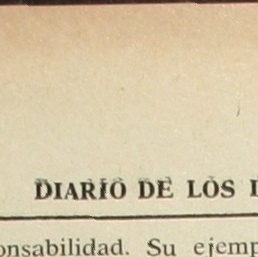 DIARIO DE LOS
onsabilidad. Su ejemp